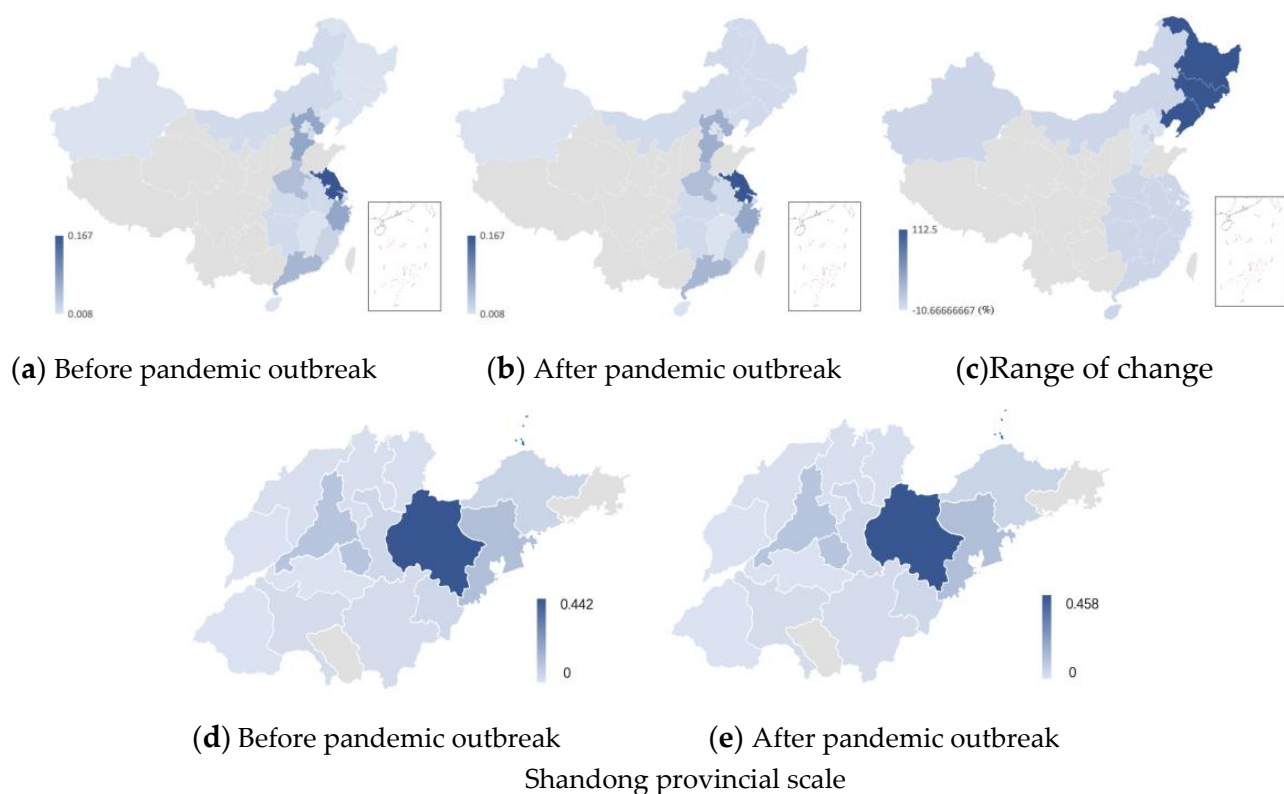 0.167
0.008
0.167
0.008
112.5
-10.66666667 (%)
(a) Before pandemic outbreak
(b) After pandemic outbreak
(c)Range of change
0.442
0
0.458
0
(d) Before pandemic outbreak
(e) After pandemic outbreak
Shandong provincial scale